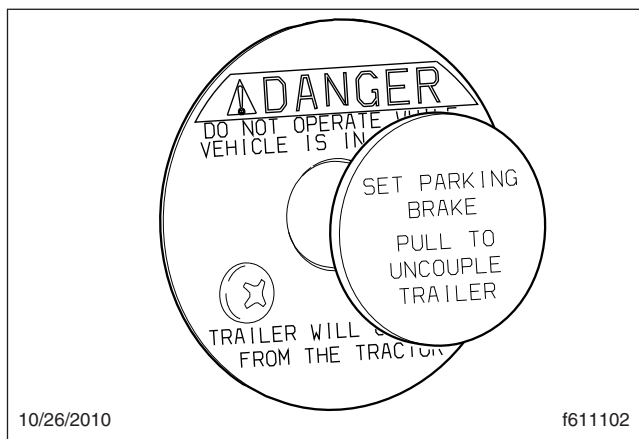 DANGER
DO NOT OPERATE
VEHICLE IS IN
SET PARKING
BRAKE
PULL TO
UNCOUPLE
TRAILER
TRAILER WILL
FROM THE TRACTOR
10/26/2010
f611102